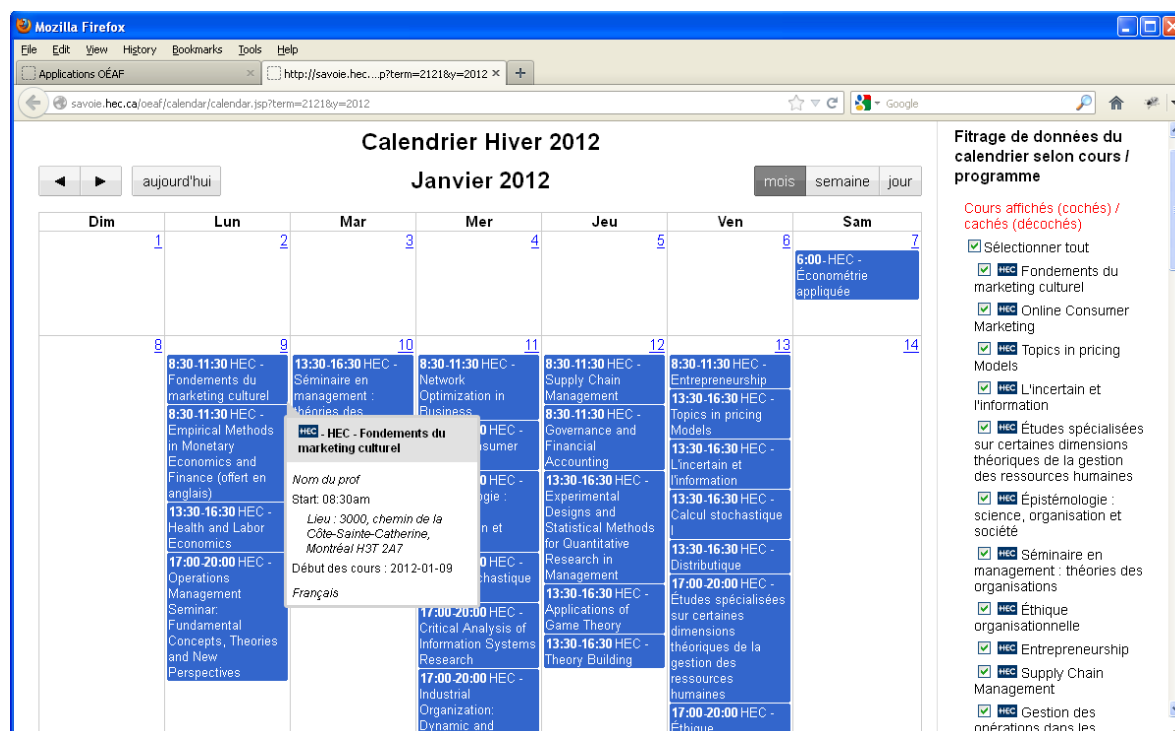 Mozilla Firefox
File Edit View History Bookmarks Tools Help
Applications OÉAF
http://savoie.hec....p?term=2121&y=2012
savoie.hec.ca/oeaf/calendar/calendar.jsp?term=2121&y=2012
Google
Calendrier Hiver 2012
aujourd'hui
Janvier 2012
mois semaine jour
Dim Lun Mar Mer Jeu Ven Sam
1 2 3 4 5 6 7
6:00-HEC -
Économétrie
appliquée
8 9 10 11 12 13 14
8:30-11:30 HEC -
Fondements du
marketing culturel
8:30-11:30 HEC -
Empirical Methods
in Monetary
Economics and
Finance (offert en
anglais)
13:30-16:30 HEC -
Health and Labor
Economics
17:00-20:00 HEC -
Operations
Management
Seminar:
Fundamental
Concepts, Theories
and New
Perspectives
13:30-16:30 HEC -
Séminaire en
management :
théories des
HEC - HEC - Fondements du
marketing culturel
Nom du prof
Start: 08:30am
Lieu : 3000, chemin de la
Côte-Sainte-Catherine,
Montréal H3T 2A7
Début des cours : 2012-01-09
Français
8:30-11:30 HEC -
Network
Optimization in
Business
0 HEC -
sumer
0 HEC -
gie :
n et
0 HEC -
chastique
17:00-20:00 HEC -
Critical Analysis of
Information Systems
Research
17:00-20:00 HEC -
Industrial
Organization:
Dynamic and
8:30-11:30 HEC -
Supply Chain
Management
8:30-11:30 HEC -
Governance and
Financial
Accounting
13:30-16:30 HEC -
Experimental
Designs and
Statistical Methods
for Quantitative
Research in
Management
13:30-16:30 HEC -
Applications of
Game Theory
13:30-16:30 HEC -
Theory Building
8:30-11:30 HEC -
Entrepreneurship
13:30-16:30 HEC -
Topics in pricing
Models
13:30-16:30 HEC -
L'incertain et
l'information
13:30-16:30 HEC -
Calcul stochastique
I
13:30-16:30 HEC -
Distributique
17:00-20:00 HEC -
Études spécialisées
sur certaines
dimensions
théoriques de la
gestion des
ressources
humaines
17:00-20:00 HEC -
Éthique
Fitrage de données du
calendrier selon cours /
programme
Cours affichés (cochés) /
cachés (décochés)
Sélectionner tout
HEC Fondements du
marketing culturel
HEC Online Consumer
Marketing
HEC Topics in pricing
Models
HEC L'incertain et
l'information
HEC Études spécialisées
sur certaines dimensions
théoriques de la gestion
des ressources humaines
HEC Épistémologie :
science, organisation et
société
HEC Séminaire en
management : théories des
organisations
HEC Éthique
organisationnelle
HEC Entrepreneurship
HEC Supply Chain
Management
HEC Gestion des
opérations dans les